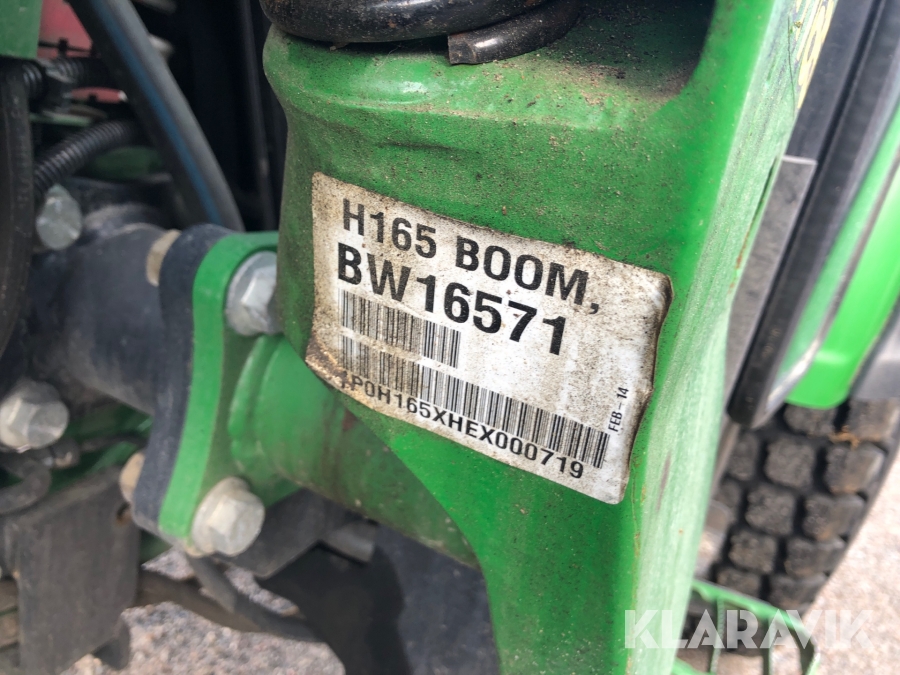 H165 BOOM,
BW16571
1P0H165XHEX000719
FEB-14
KLARAVIK